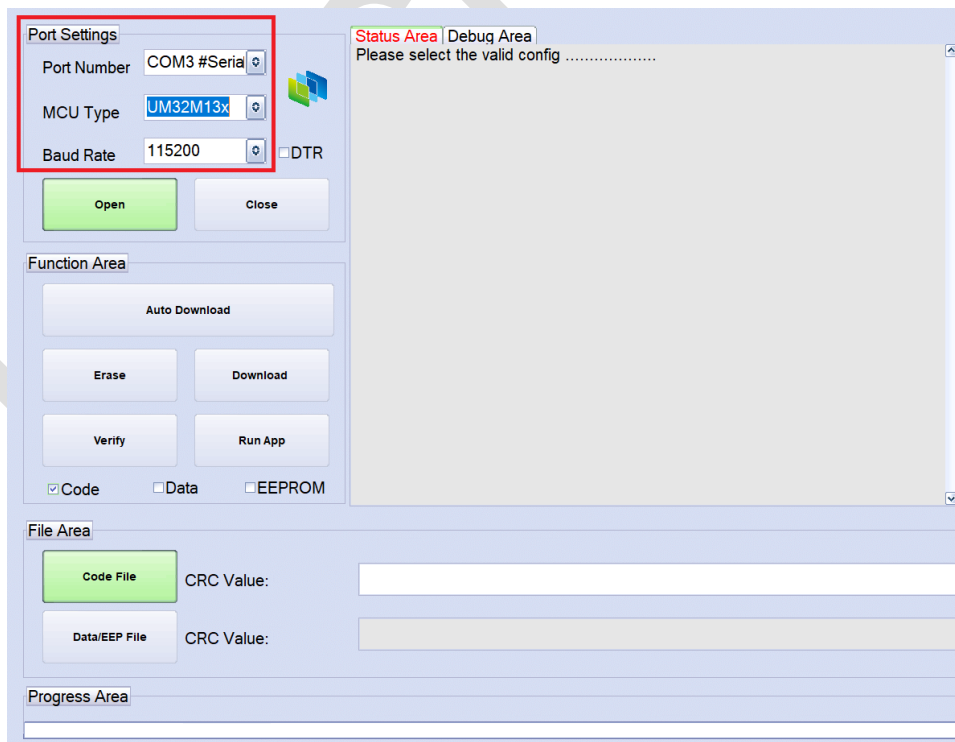 Port Settings
Port Number COM3 #Serial
MCU Type UM32M13x
Baud Rate 115200 DTR
Open Close
Status Area Debug Area
Please select the valid config ...................
Function Area
Auto Download
Erase Download
Verify Run App
Code Data EEPROM
File Area
Code File CRC Value:
Data/EEP File CRC Value:
Progress Area